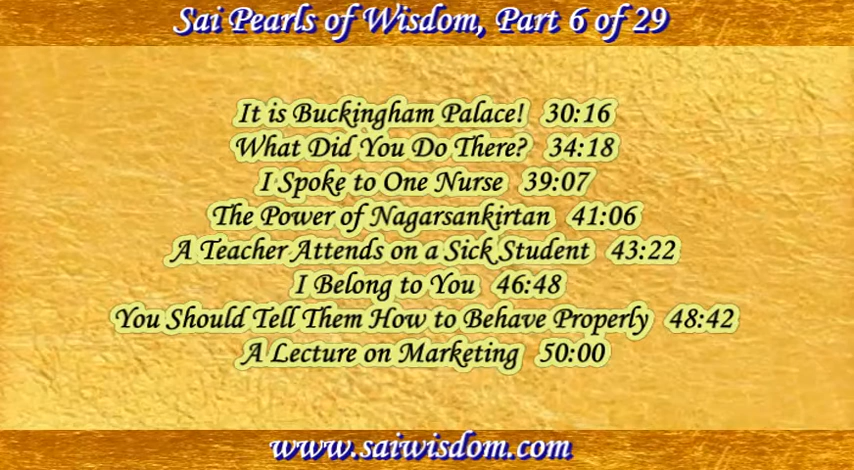 Sai Pearls of Wisdom, Part 6 of 29
It is Buckingham Palace! 30:16
What Did You Do There? 34:18
I Spoke to One Nurse 39:07
The Power of Nagarsankirtan 41:06
A Teacher Attends on a Sick Student 43:22
I Belong to You 46:48
You Should Tell Them How to Behave Properly 48:42
A Lecture on Marketing 50:00
www.saiwisdom.com